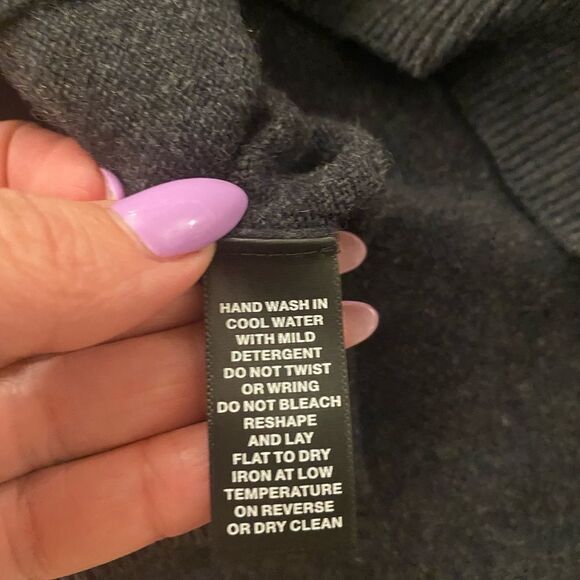 HAND WASH IN
COOL WATER
WITH MILD
DETERGENT
DO NOT TWIST
OR WRING
DO NOT BLEACH
RESHAPE
AND LAY
FLAT TO DRY
IRON AT LOW
TEMPERATURE
ON REVERSE
OR DRY CLEAN